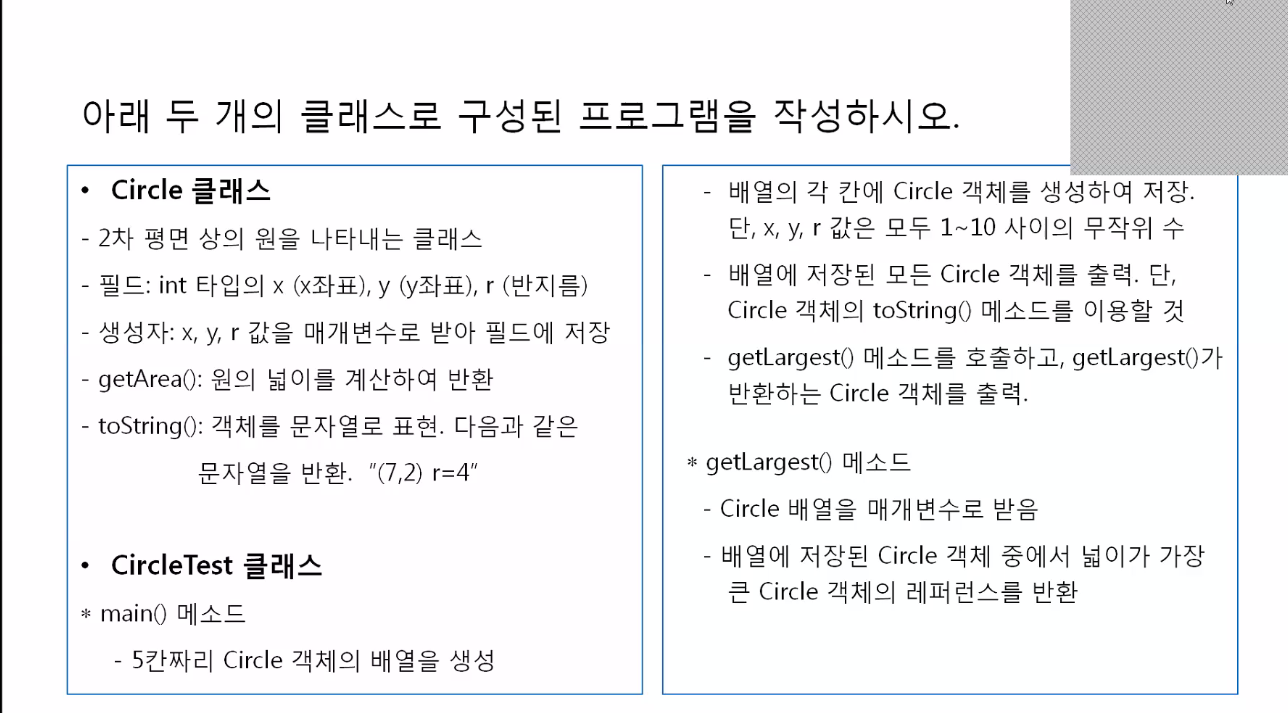 아래 두 개의 클래스로 구성된 프로그램을 작성하시오.
• Circle 클래스
- 2차 평면 상의 원을 나타내는 클래스
- 필드: int 타입의 x (x좌표), y (y좌표), r (반지름)
- 생성자: x, y, r 값을 매개변수로 받아 필드에 저장
- getArea(): 원의 넓이를 계산하여 반환
- toString(): 객체를 문자열로 표현. 다음과 같은
문자열을 반환. "(7,2) r=4"
• CircleTest 클래스
* main() 메소드
- 5칸짜리 Circle 객체의 배열을 생성
- 배열의 각 칸에 Circle 객체를 생성하여 저장.
단, x, y, r 값은 모두 1~10 사이의 무작위 수
- 배열에 저장된 모든 Circle 객체를 출력. 단,
Circle 객체의 toString() 메소드를 이용할 것
- getLargest() 메소드를 호출하고, getLargest()가
반환하는 Circle 객체를 출력.
* getLargest() 메소드
- Circle 배열을 매개변수로 받음
- 배열에 저장된 Circle 객체 중에서 넓이가 가장
큰 Circle 객체의 레퍼런스를 반환